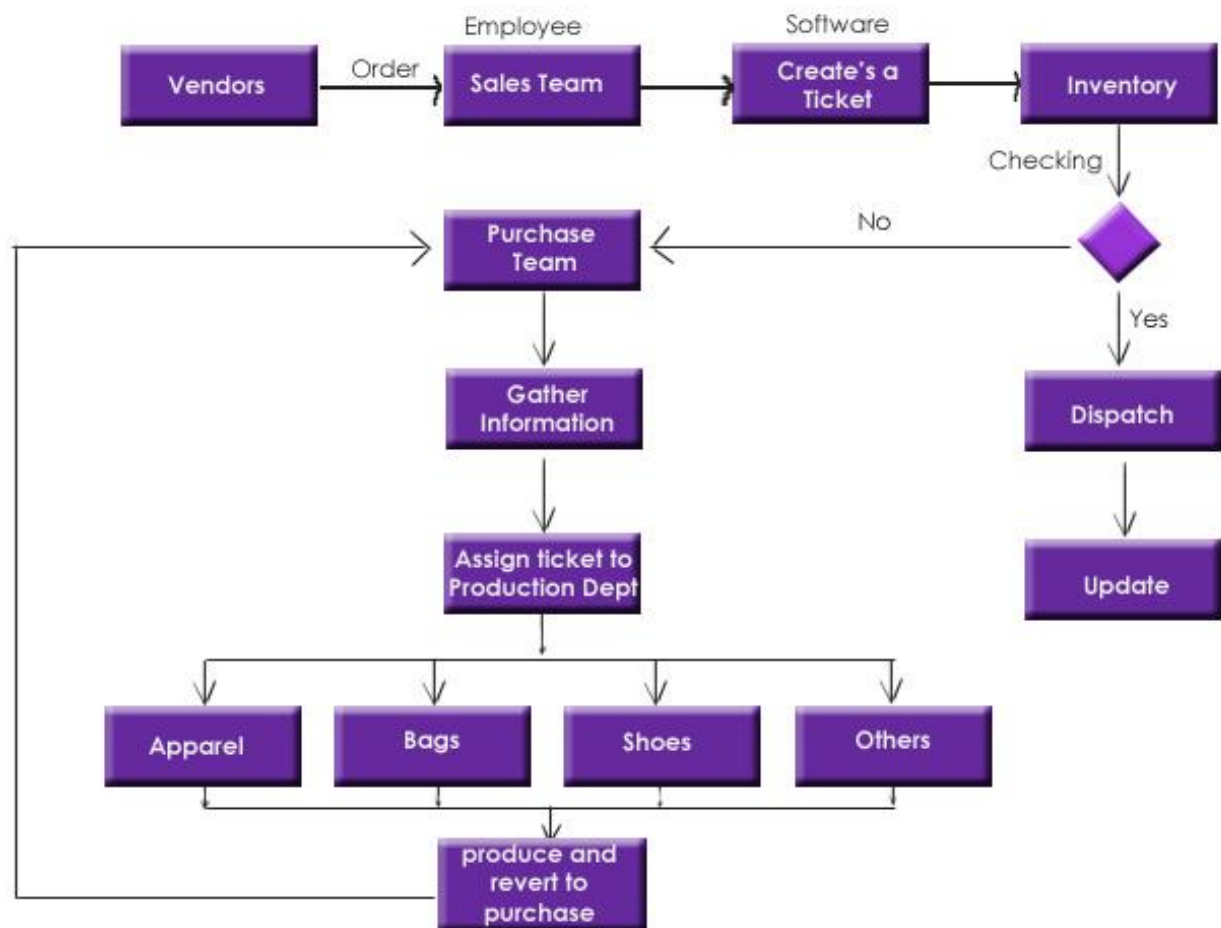 Employee
Software
Vendors
Order
Sales Team
Create's a
Ticket
Inventory
Checking
Purchase
Team
No
Yes
Gather
Information
Dispatch
Assign ticket to
Production Dept
Update
Apparel
Bags
Shoes
Others
produce and
revert to
purchase